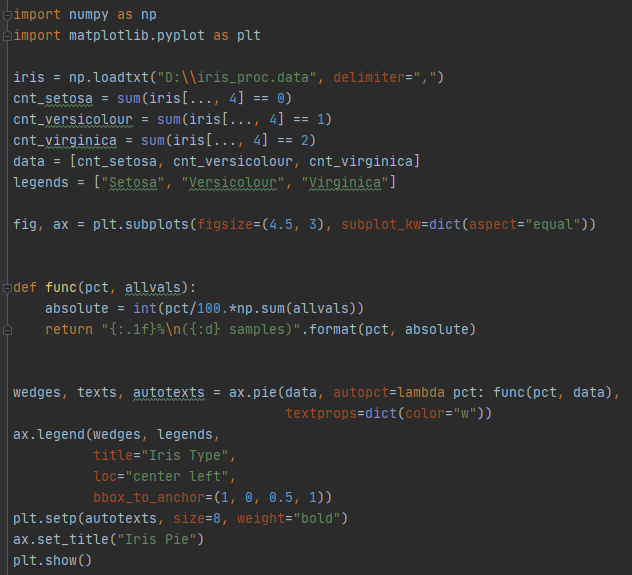 import numpy as np
import matplotlib.pyplot as plt
iris = np.loadtxt("D:\\iris_proc.data", delimiter=",")
cnt_setosa = sum(iris[..., 4] == 0)
cnt_versicolour = sum(iris[..., 4] == 1)
cnt_virginica = sum(iris[..., 4] == 2)
data = [cnt_setosa, cnt_versicolour, cnt_virginica]
legends = ["Setosa", "Versicolour", "Virginica"]
fig, ax = plt.subplots(figsize=(4.5, 3), subplot_kw=dict(aspect="equal"))
def func(pct, allvals):
    absolute = int(pct/100.*np.sum(allvals))
    return "{:.1f}%\n({:d} samples)".format(pct, absolute)
wedges, texts, autotexts = ax.pie(data, autopct=lambda pct: func(pct, data),
                                  textprops=dict(color="w"))
ax.legend(wedges, legends,
          title="Iris Type",
          loc="center left",
          bbox_to_anchor=(1, 0, 0.5, 1))
plt.setp(autotexts, size=8, weight="bold")
ax.set_title("Iris Pie")
plt.show()